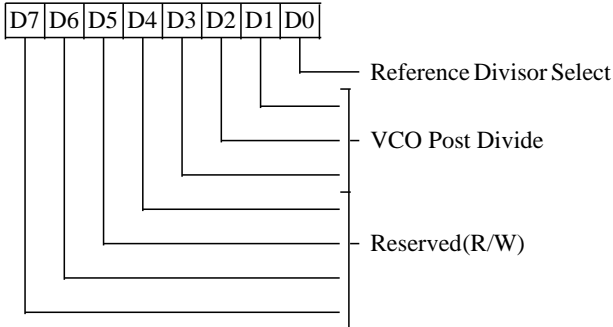 D7 D6 D5 D4 D3 D2 D1 D0
Reference Divisor Select
VCO Post Divide
Reserved (R/W)